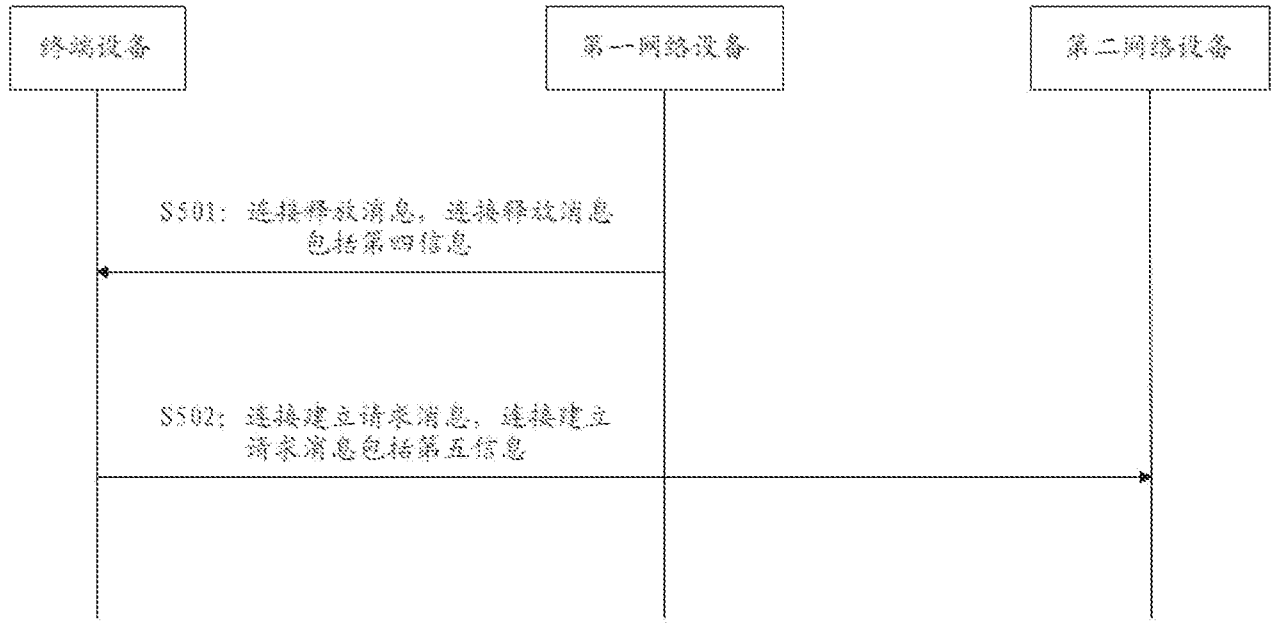 终端设备
第一网络设备
第二网络设备
S501：连接释放消息，连接释放消息
包括第四信息
S502：连接建立请求消息，连接建立
请求消息包括第五信息